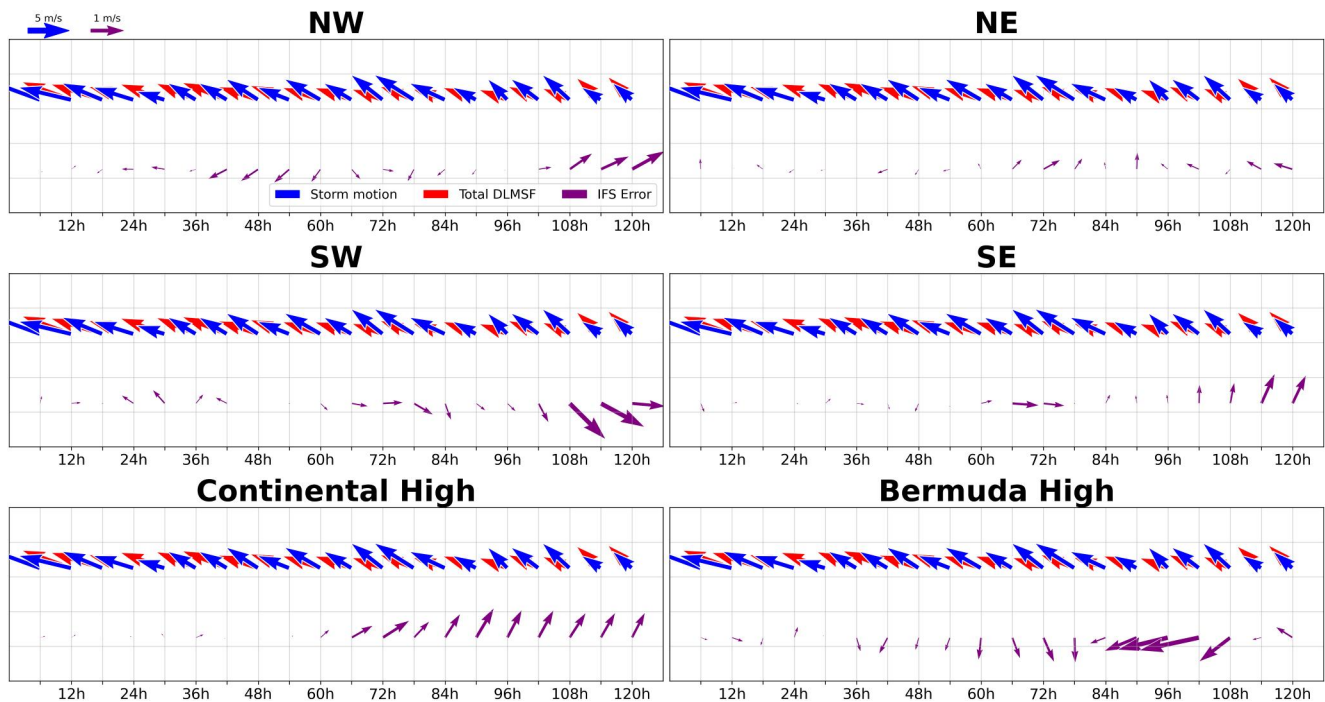 5 m/s 1 m/s
NW NE
Storm motion Total DLMSF IFS Error
12h 24h 36h 48h 60h 72h 84h 96h 108h 120h 12h 24h 36h 48h 60h 72h 84h 96h 108h 120h
SW SE
12h 24h 36h 48h 60h 72h 84h 96h 108h 120h 12h 24h 36h 48h 60h 72h 84h 96h 108h 120h
Continental High Bermuda High
12h 24h 36h 48h 60h 72h 84h 96h 108h 120h 12h 24h 36h 48h 60h 72h 84h 96h 108h 120h